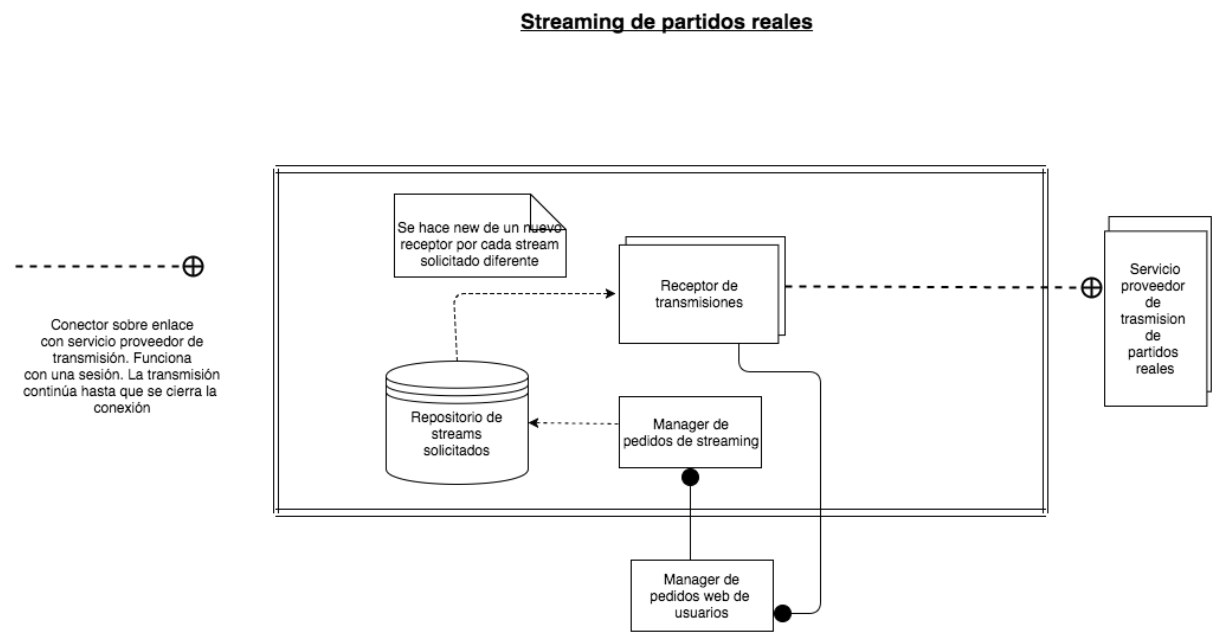 Streaming de partidos reales
Se hace new de un nuevo
receptor por cada stream
solicitado diferente
Receptor de
transmisiones
Servicio
proveedor
de
trasmision
de
partidos
reales
Conector sobre enlace
con servicio proveedor de
transmisión. Funciona
con una sesión. La transmisión
continúa hasta que se cierra la
conexión
Repositorio de
streams
solicitados
Manager de
pedidos de streaming
Manager de
pedidos web de
usuarios